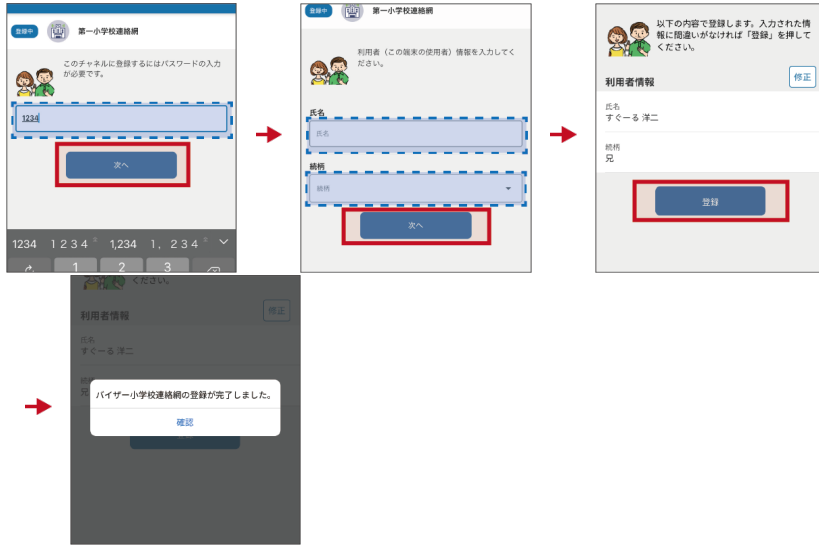 登録中
第一小学校連絡網
このチャネルに登録するにはパスワードの入力
が必要です。
1234
次へ
1234 1234 1,234 1, 234
1 2 3
登録中
第一小学校連絡網
利用者（この端末の使用者）情報を入力してく
ださい。
氏名
氏名
続柄
続柄
次へ
以下の内容で登録します。入力された情
報に間違いがなければ「登録」を押して
ください。
利用者情報
修正
氏名
すぐーる 洋二
続柄
兄
登録
ください。
利用者情報
修正
氏名
すぐーる 洋二
続柄
兄
バイザー小学校連絡網の登録が完了しました。
確認